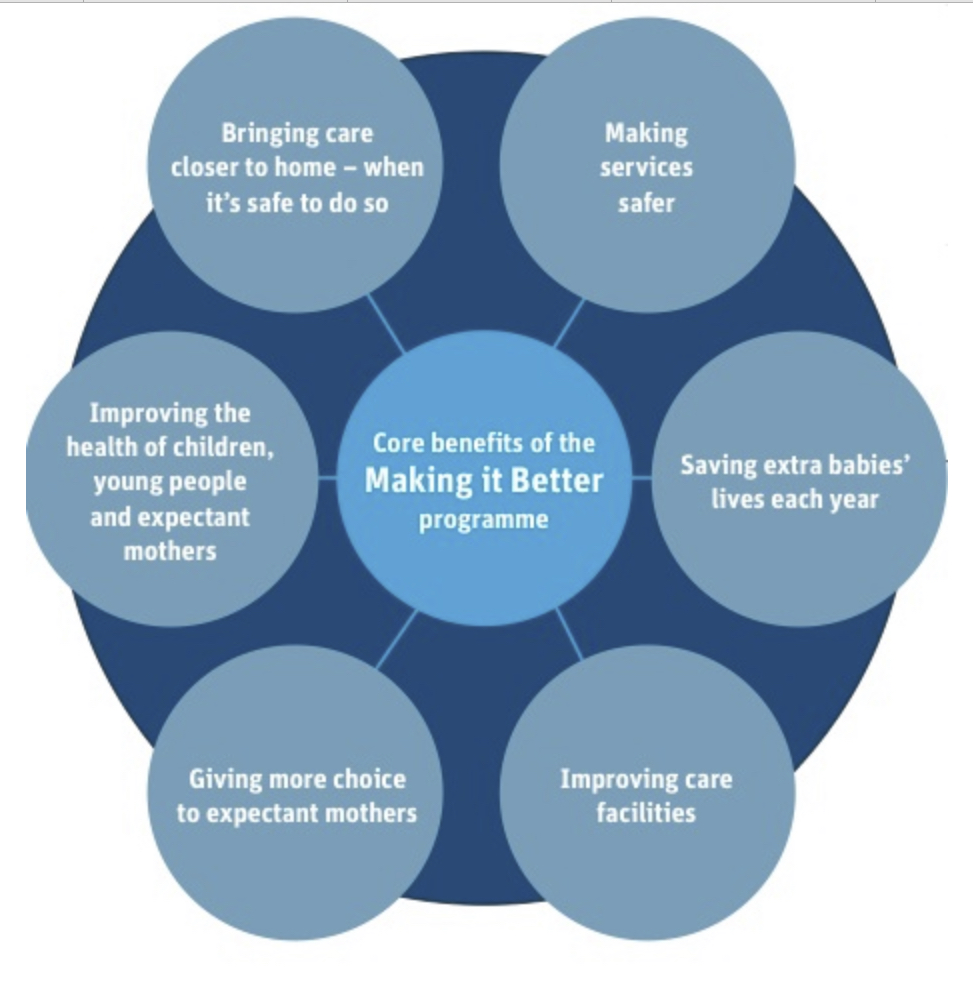 Bringing care
closer to home – when
it's safe to do so
Making
services
safer
Improving the
health of children,
young people
and expectant
mothers
Core benefits of the
Making it Better
programme
Saving extra babies'
lives each year
Giving more choice
to expectant mothers
Improving care
facilities